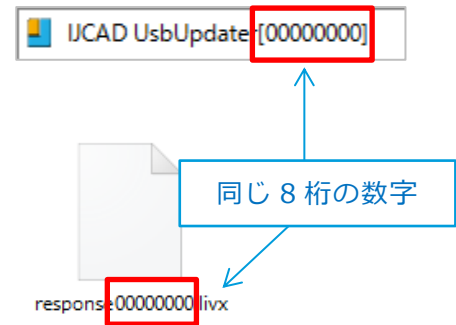 IJCAD UsbUpdater[00000000]
同じ 8 桁の数字
response00000000.livx